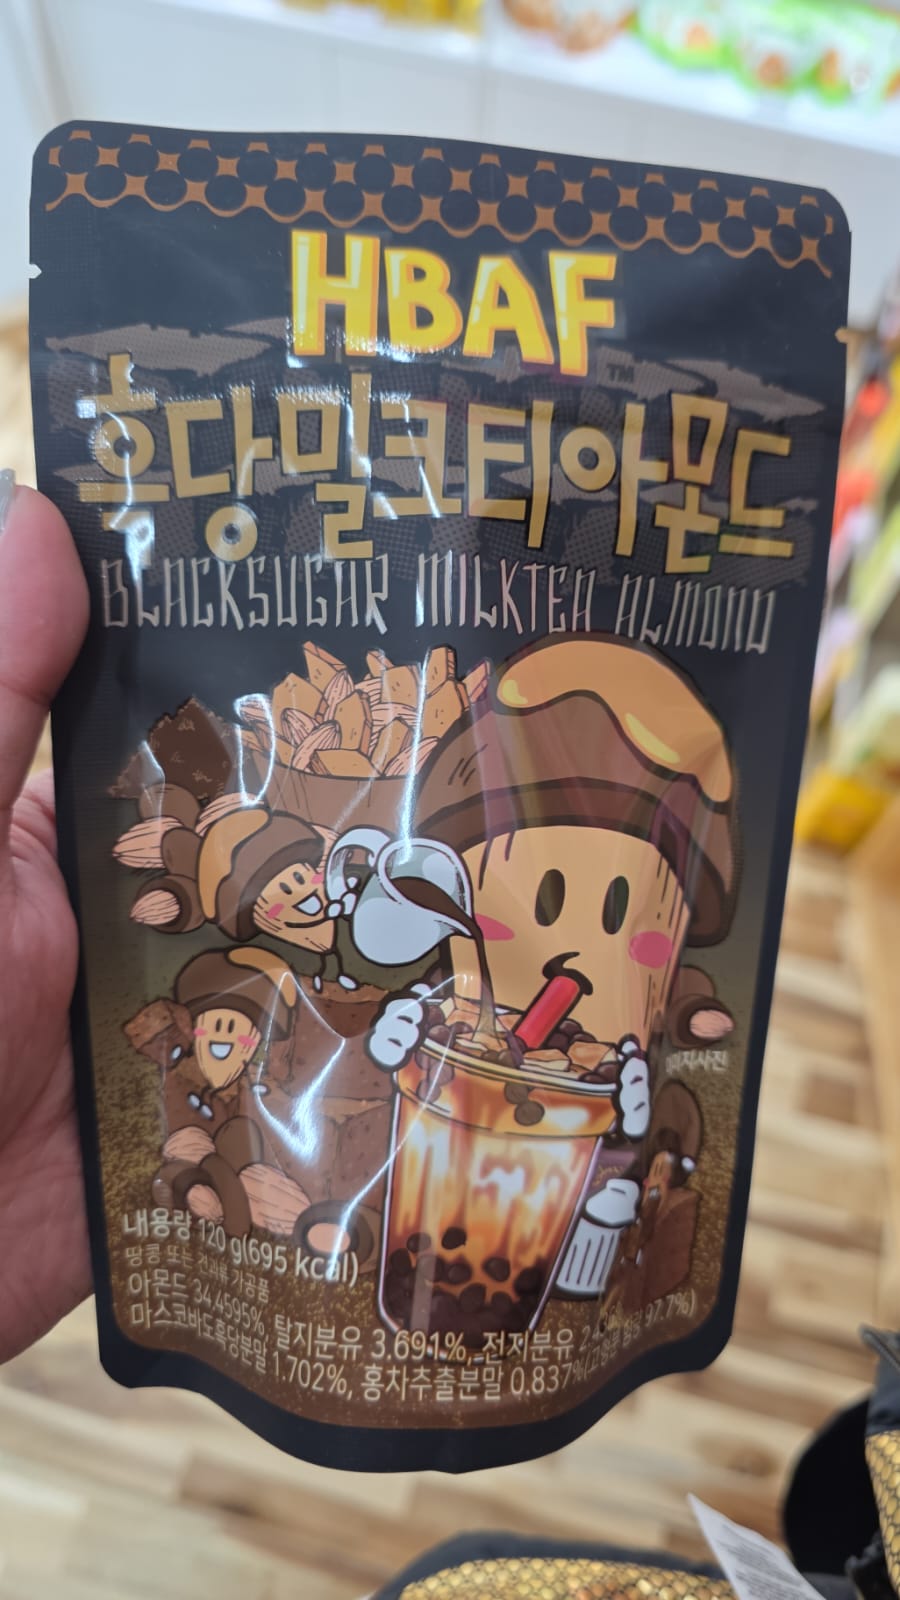 HBAF™
흑당밀크티아몬드
BLACKSUGAR MILKTEA ALMOND
이미지사진
내용량 120 g(695 kcal)
땅콩 또는 견과류 가공품
아몬드 34.4595%, 탈지분유 3.691%, 전지분유
마스코바도흑당분말 1.702%, 홍차추출분말 0.837% 97.7%)